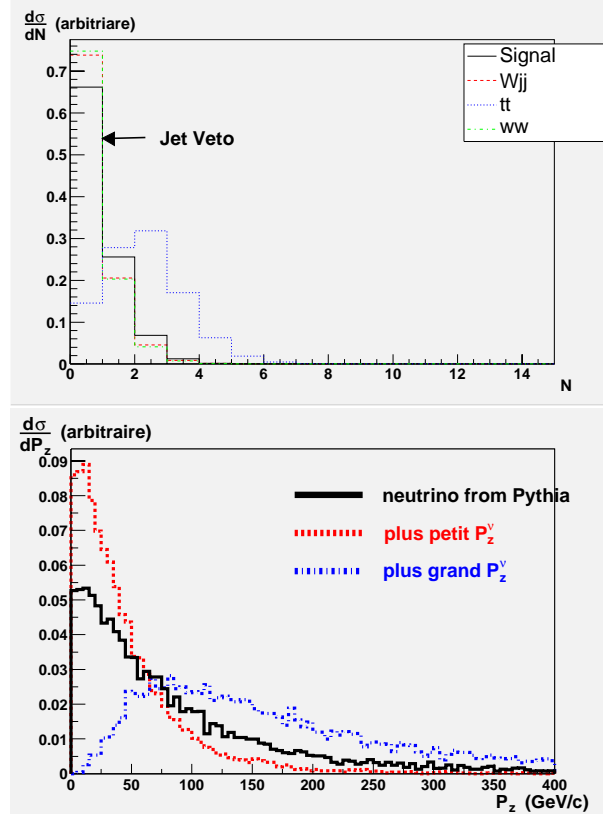 dσ
dN (arbitriare)
0.7
0.6
0.5
0.4
0.3
0.2
0.1
0
0 2 4 6 8 10 12 14
N
Signal
Wjj
tt
ww
Jet Veto
dσ
dP_z (arbitraire)
0.09
0.08
0.07
0.06
0.05
0.04
0.03
0.02
0.01
0
0 50 100 150 200 250 300 350 400
P_z (GeV/c)
neutrino from Pythia
plus petit P_z^ν
plus grand P_z^ν